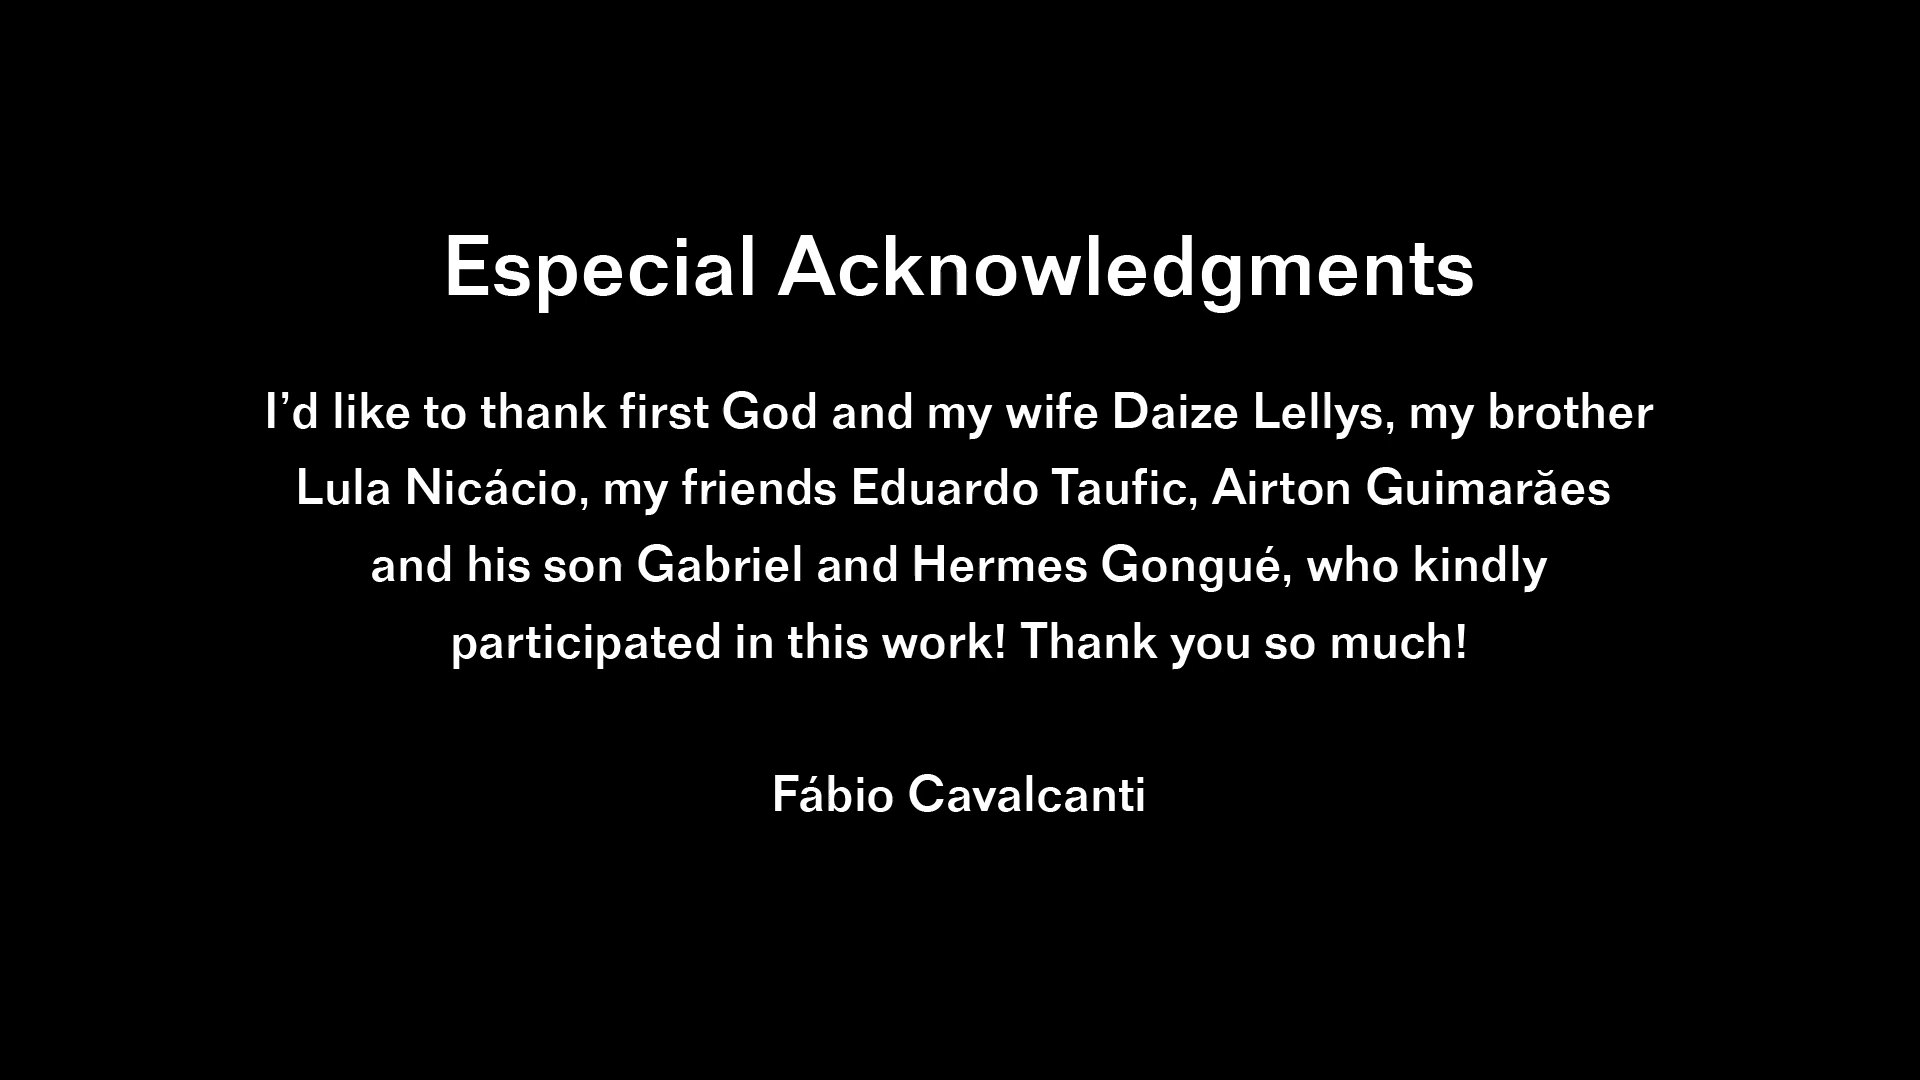 Especial Acknowledgments
I’d like to thank first God and my wife Daize Lellys, my brother
Lula Nicácio, my friends Eduardo Taufic, Airton Guimarăes
and his son Gabriel and Hermes Gongué, who kindly
participated in this work! Thank you so much!
Fábio Cavalcanti